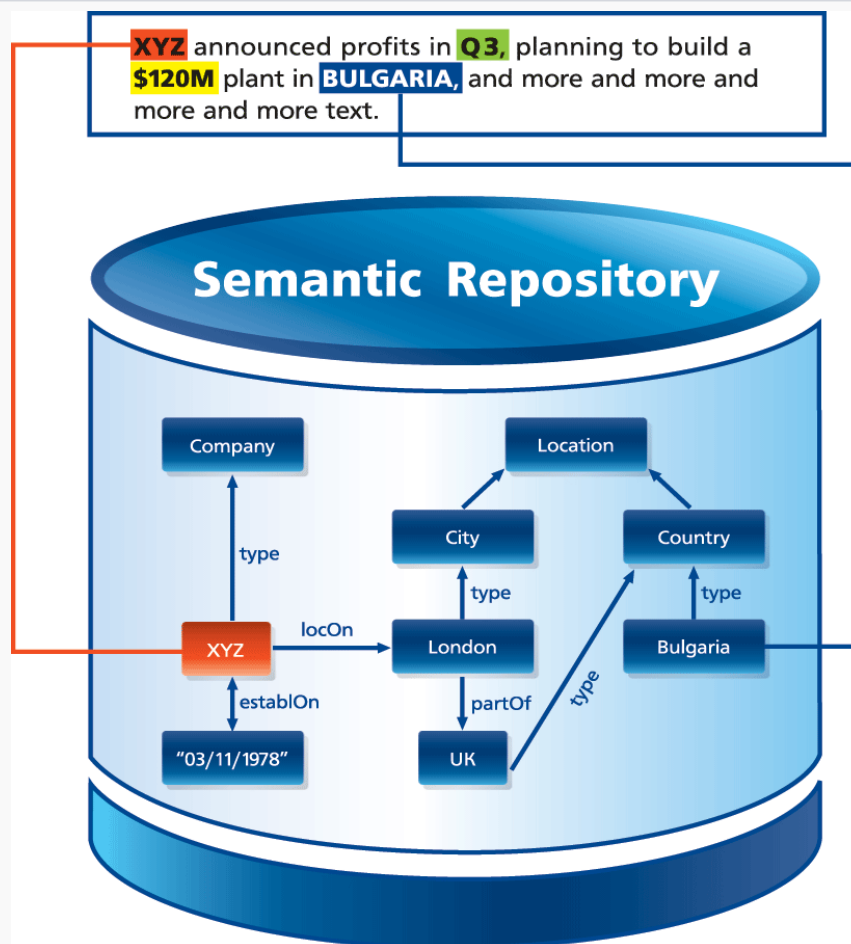 XYZ announced profits in Q3, planning to build a
$120M plant in BULGARIA, and more and more and
more and more text.
Semantic Repository
Company
Location
City
Country
type
type
type
XYZ
locOn
London
Bulgaria
establOn
partOf
type
"03/11/1978"
UK